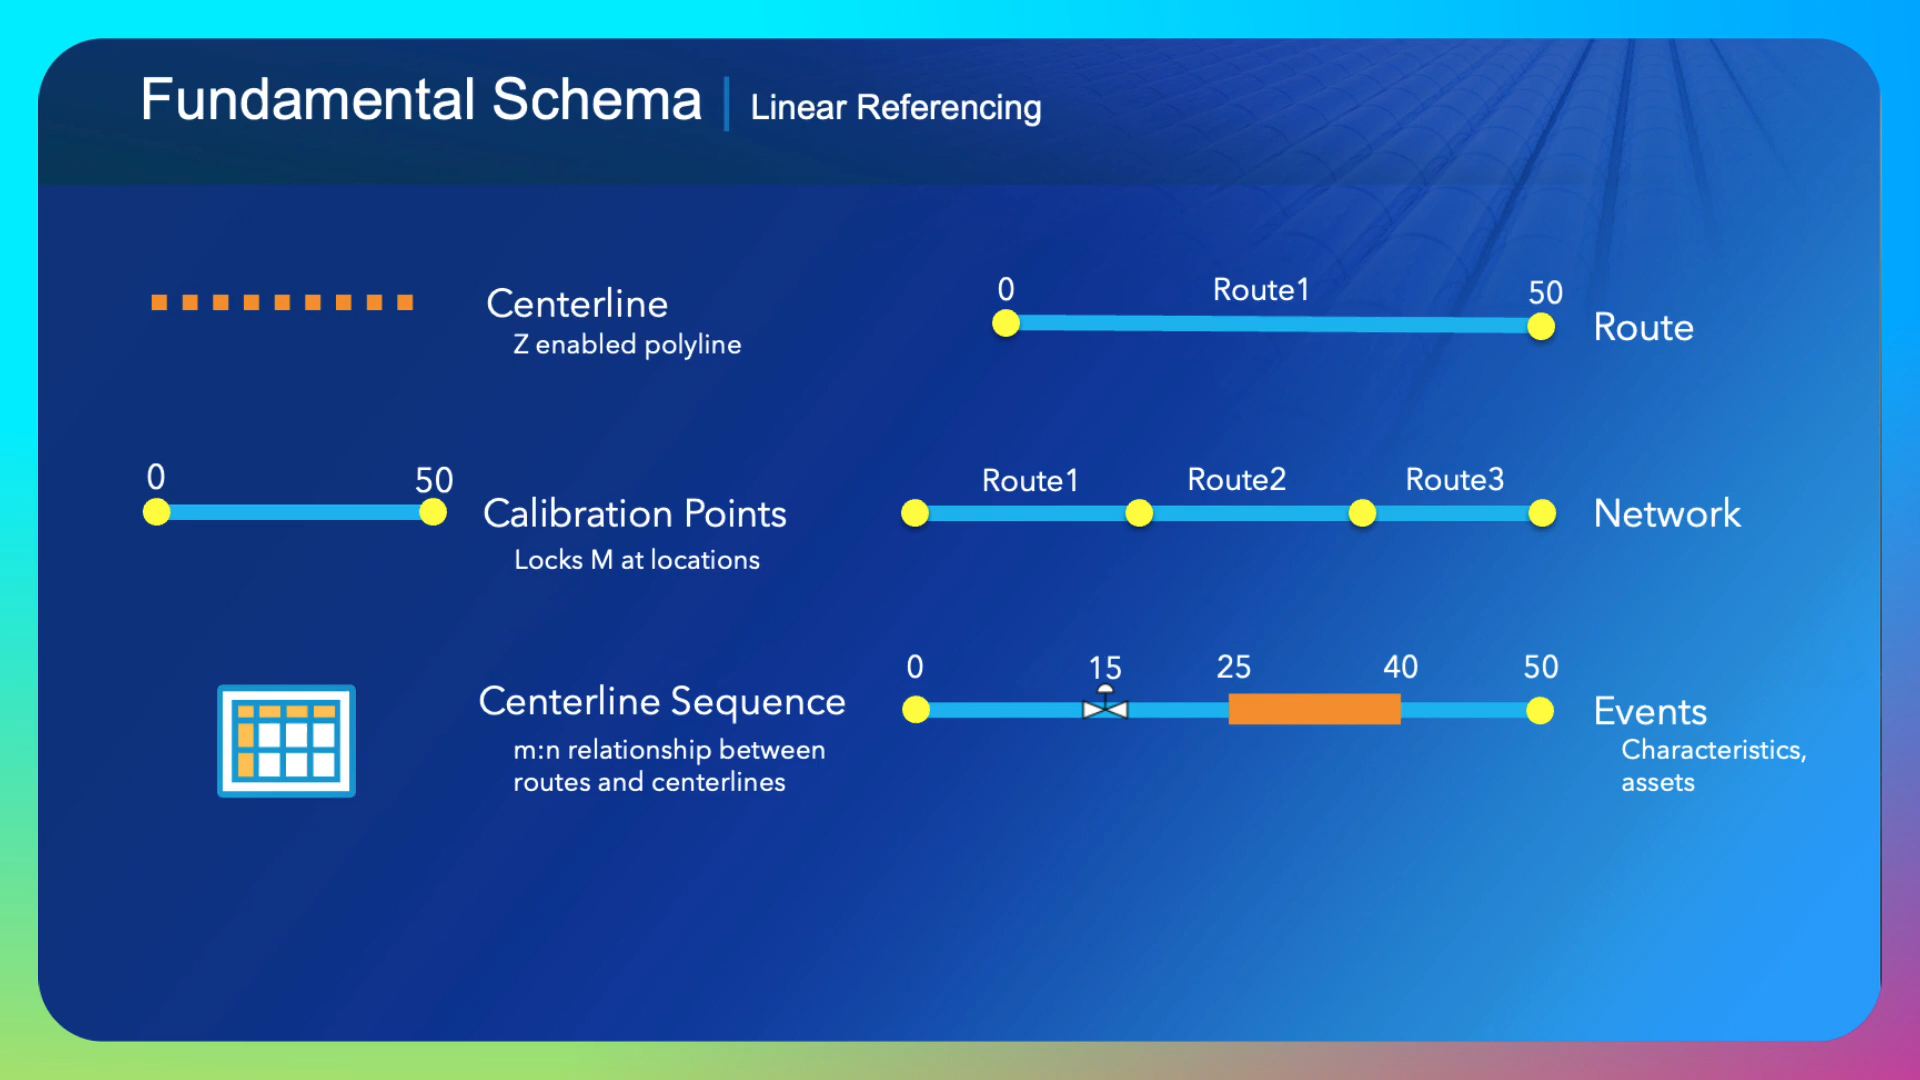 Fundamental Schema | Linear Referencing
Centerline
Z enabled polyline
0 50
Calibration Points
Locks M at locations
Centerline Sequence
m:n relationship between
routes and centerlines
0 Route1 50
Route
Route1 Route2 Route3
Network
0 15 25 40 50
Events
Characteristics,
assets